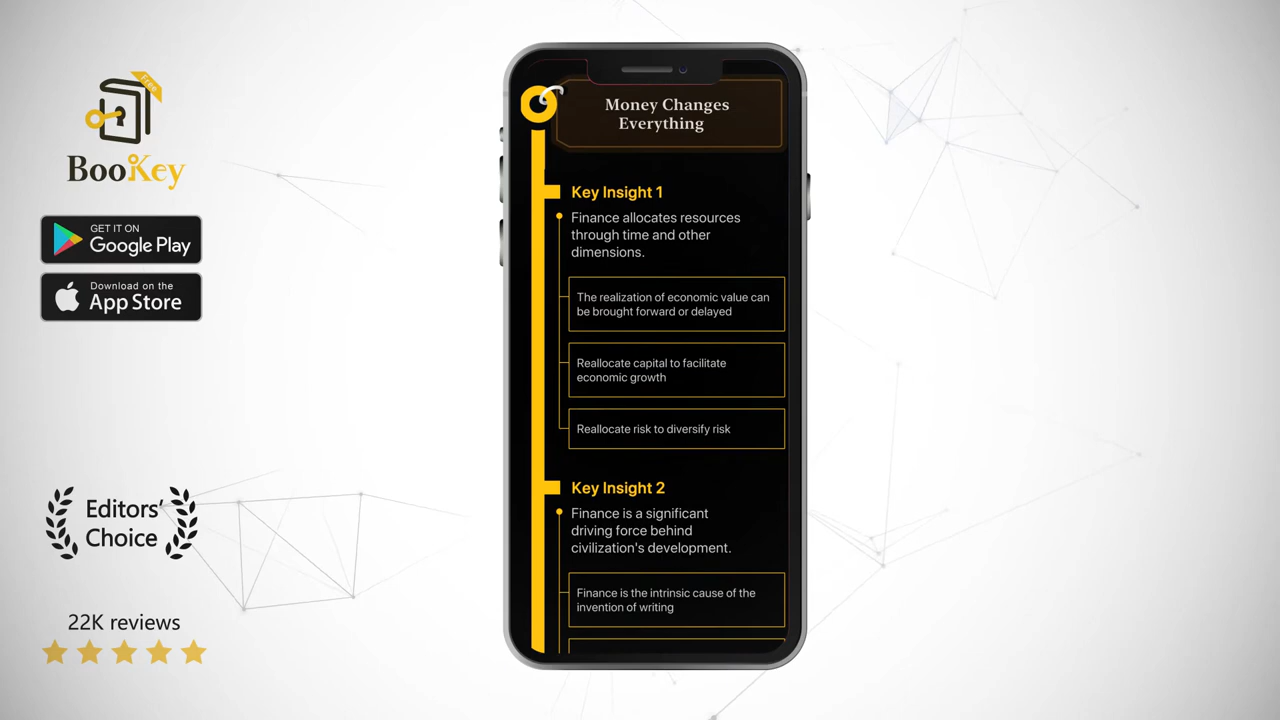 Free
BooKey
GET IT ON
Google Play
Download on the
App Store
Editors'
Choice
22K reviews
Money Changes
Everything
Key Insight 1
Finance allocates resources
through time and other
dimensions.
The realization of economic value can
be brought forward or delayed
Reallocate capital to facilitate
economic growth
Reallocate risk to diversify risk
Key Insight 2
Finance is a significant
driving force behind
civilization's development.
Finance is the intrinsic cause of the
invention of writing